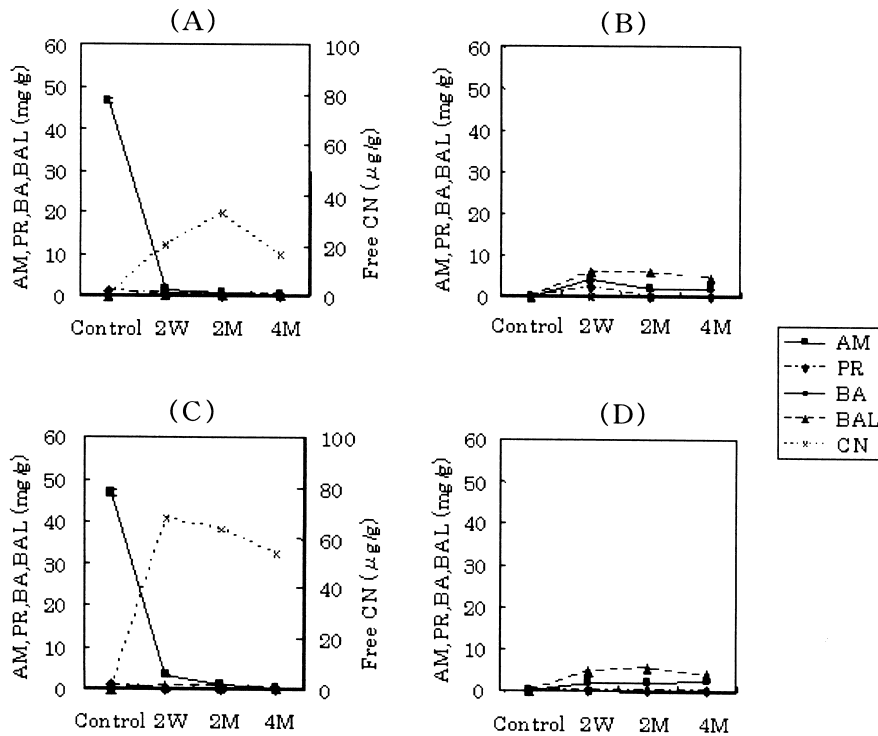 (A)
AM,PR,BA,BAL (mg/g)
60
50
40
30
20
10
0
100
80
60
40
20
0
Free CN (μg/g)
Control 2W 2M 4M
(B)
AM,PR,BA,BAL (mg/g)
60
50
40
30
20
10
0
Control 2W 2M 4M
AM
PR
BA
BAL
CN
(C)
AM,PR,BA,BAL (mg/g)
60
50
40
30
20
10
0
100
80
60
40
20
0
Free CN (μg/g)
Control 2W 2M 4M
(D)
AM,PR,BA,BAL (mg/g)
60
50
40
30
20
10
0
Control 2W 2M 4M